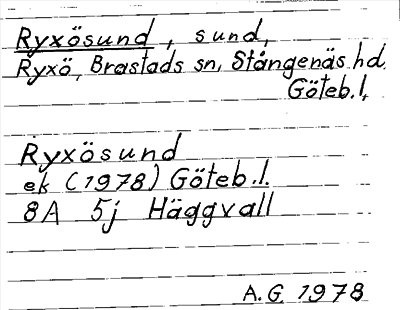 Ryxösund, sund,
Ryxö, Brastads sn, Stångenäs hd.
Göteb.l.
Ryxösund
ek (1978) Göteb.l.
8A 5j Häggvall
A.G. 1978